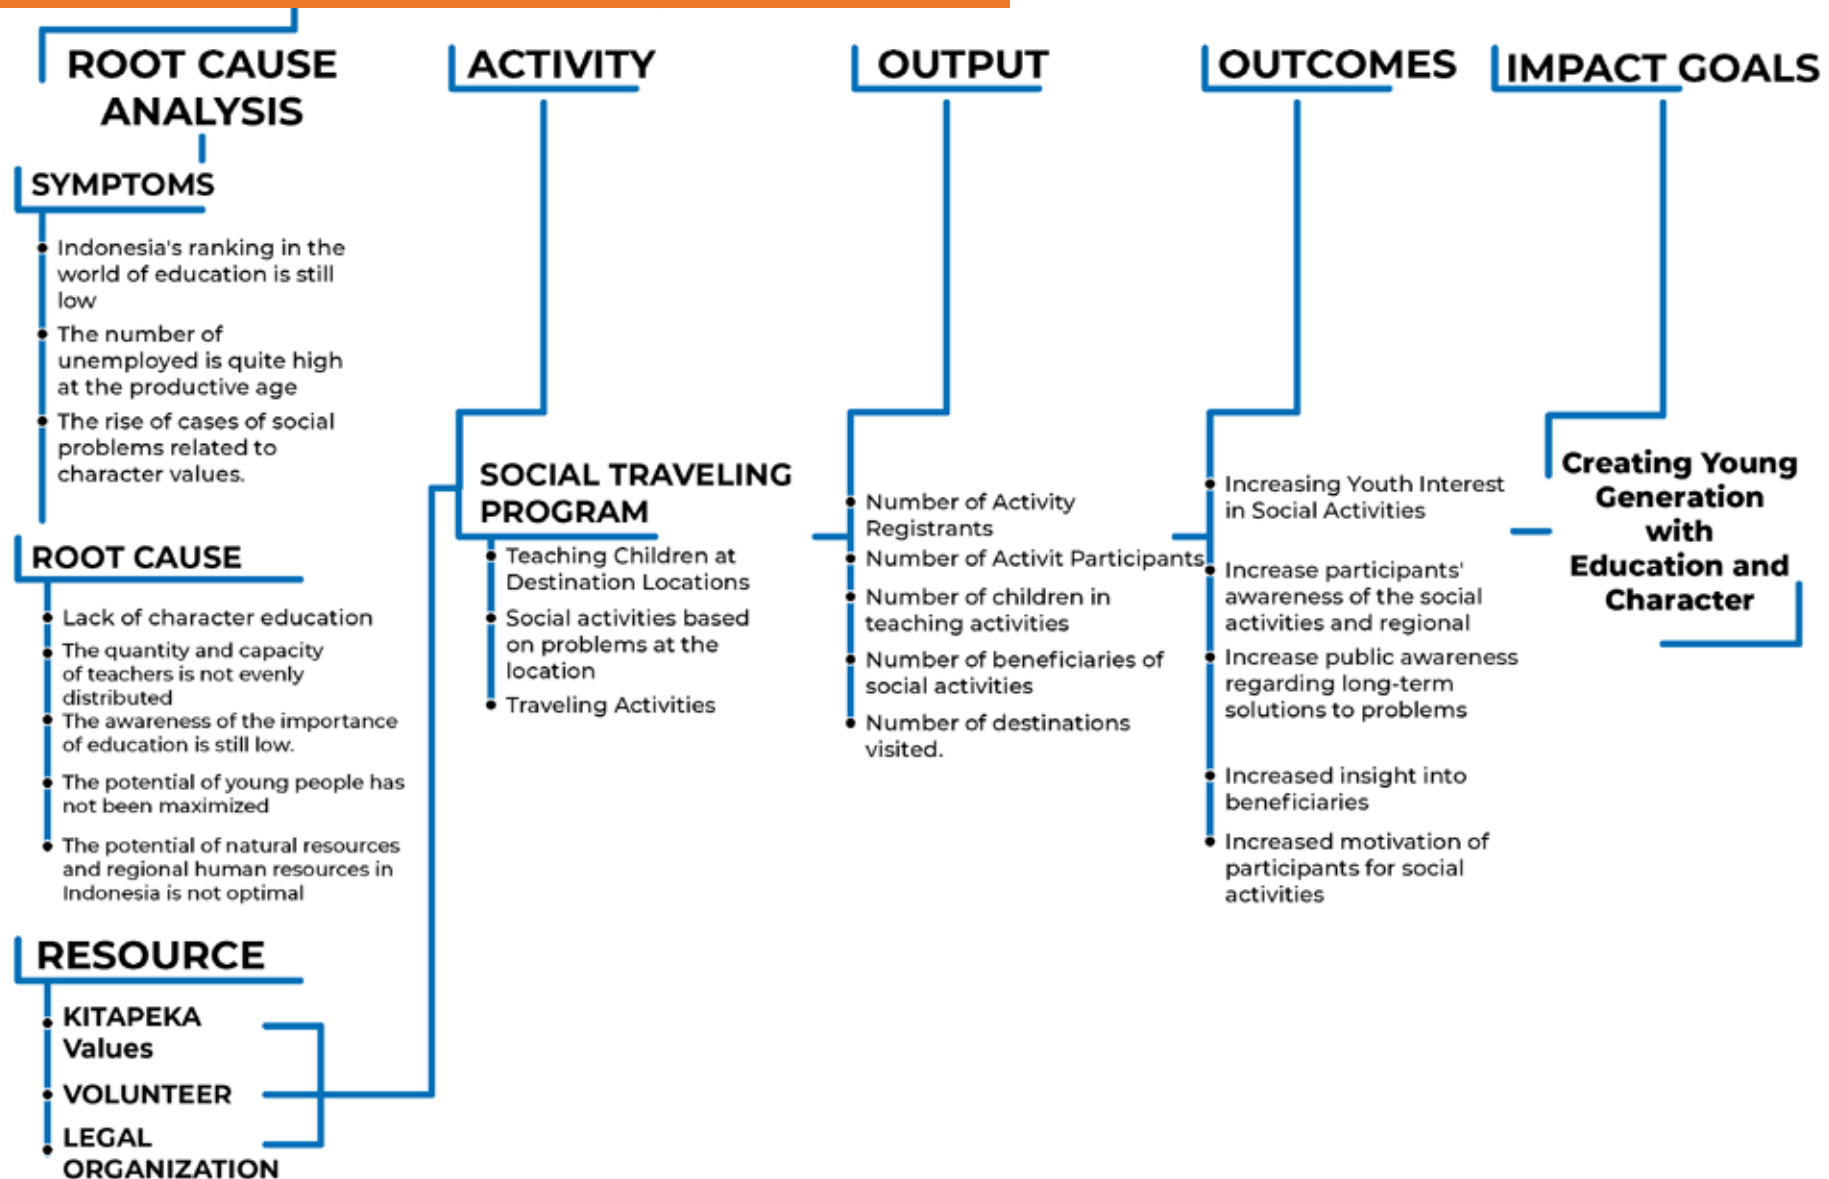 ROOT CAUSE
ANALYSIS
SYMPTOMS
Indonesia's ranking in the
world of education is still
low
The number of
unemployed is quite high
at the productive age
The rise of cases of social
problems related to
character values.
ROOT CAUSE
Lack of character education
The quantity and capacity
of teachers is not evenly
distributed
The awareness of the importance
of education is still low.
The potential of young people has
not been maximized
The potential of natural resources
and regional human resources in
Indonesia is not optimal
RESOURCE
KITAPEKA
Values
VOLUNTEER
LEGAL
ORGANIZATION
ACTIVITY
SOCIAL TRAVELING
PROGRAM
Teaching Children at
Destination Locations
Social activities based
on problems at the
location
Traveling Activities
OUTPUT
Number of Activity
Registrants
Number of Activit Participants
Number of children in
teaching activities
Number of beneficiaries of
social activities
Number of destinations
visited.
OUTCOMES
Increasing Youth Interest
in Social Activities
Increase participants'
awareness of the social
activities and regional
Increase public awareness
regarding long-term
solutions to problems
Increased insight into
beneficiaries
Increased motivation of
participants for social
activities
IMPACT GOALS
Creating Young
Generation
with
Education and
Character